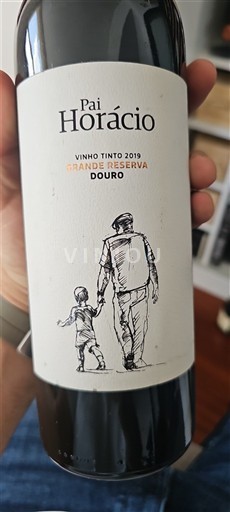 Pai
Horácio
VINHO TINTO 2019
GRANDE RESERVA
DOURO